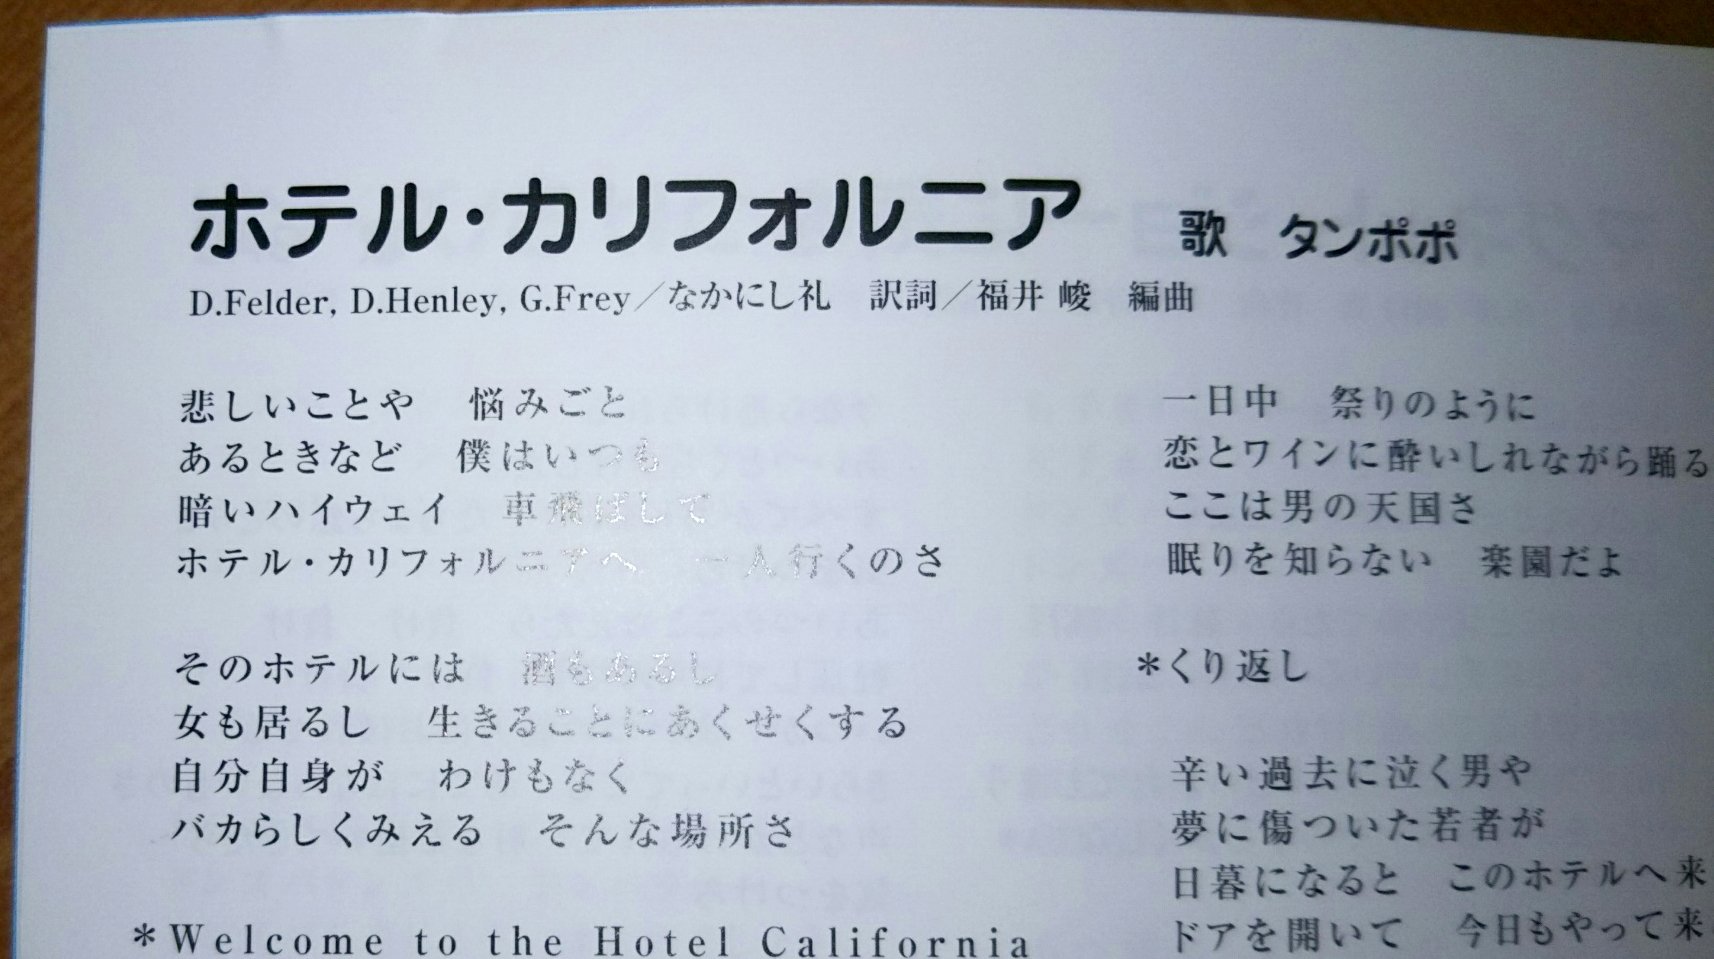 ホテル・カリフォルニア 歌 タンポポ
D.Felder, D.Henley, G.Frey／なかにし礼 訳詞／福井 峻 編曲
悲しいことや 悩みごと
あるときなど 僕はいつも
暗いハイウェイ 車飛ばして
ホテル・カリフォルニアへ 一人行くのさ
そのホテルには 酒もあるし
女も居るし 生きることにあくせくする
自分自身が わけもなく
バカらしくみえる そんな場所さ
＊Welcome to the Hotel California
一日中 祭りのように
恋とワインに酔いしれながら踊る
ここは男の天国さ
眠りを知らない 楽園だよ
＊くり返し
辛い過去に泣く男や
夢に傷ついた若者が
日暮になると このホテルへ来
ドアを開いて 今日もやって来